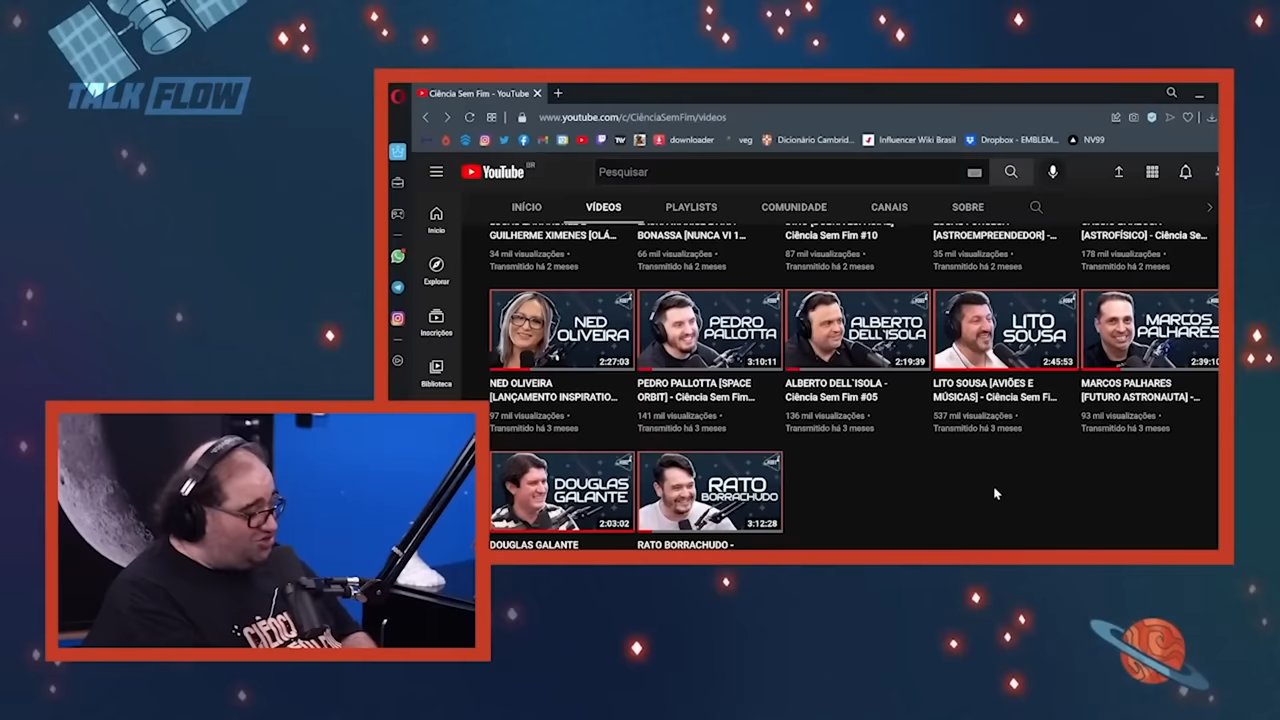 TALK FLOW
Ciência Sem Fim - YouTube
www.youtube.com/c/CiênciaSemFim/videos
downloader
veg
Dicionário Cambrid...
Influencer Wiki Brasil
Dropbox - EMBLEM...
NV99
YouTube BR
Pesquisar
INÍCIO VÍDEOS PLAYLISTS COMUNIDADE CANAIS SOBRE
Início
Explorar
Inscrições
Biblioteca
GUILHERME XIMENES [OLÁ...
34 mil visualizações •
Transmitido há 2 meses
BONASSA [NUNCA VI 1...
66 mil visualizações •
Transmitido há 2 meses
Ciência Sem Fim #10
87 mil visualizações •
Transmitido há 2 meses
[ASTROEMPREENDEDOR] -...
35 mil visualizações •
Transmitido há 2 meses
[ASTROFÍSICO] - Ciência Se...
178 mil visualizações •
Transmitido há 2 meses
NED
OLIVEIRA
2:27:03
NED OLIVEIRA
[LANÇAMENTO INSPIRATIO...
97 mil visualizações •
Transmitido há 3 meses
PEDRO
PALLOTTA
3:10:11
PEDRO PALLOTTA [SPACE
ORBIT] - Ciência Sem Fim...
141 mil visualizações •
Transmitido há 3 meses
ALBERTO
DELL'ISOLA
2:19:39
ALBERTO DELL`ISOLA -
Ciência Sem Fim #05
136 mil visualizações •
Transmitido há 3 meses
LITO
SOUSA
2:45:53
LITO SOUSA [AVIÕES E
MÚSICAS] - Ciência Sem Fi...
537 mil visualizações •
Transmitido há 3 meses
MARCOS
PALHARES
2:39:10
MARCOS PALHARES
[FUTURO ASTRONAUTA] -...
93 mil visualizações •
Transmitido há 3 meses
DOUGLAS
GALANTE
2:03:02
DOUGLAS GALANTE
RATO
BORRACHUDO
3:12:28
RATO BORRACHUDO -